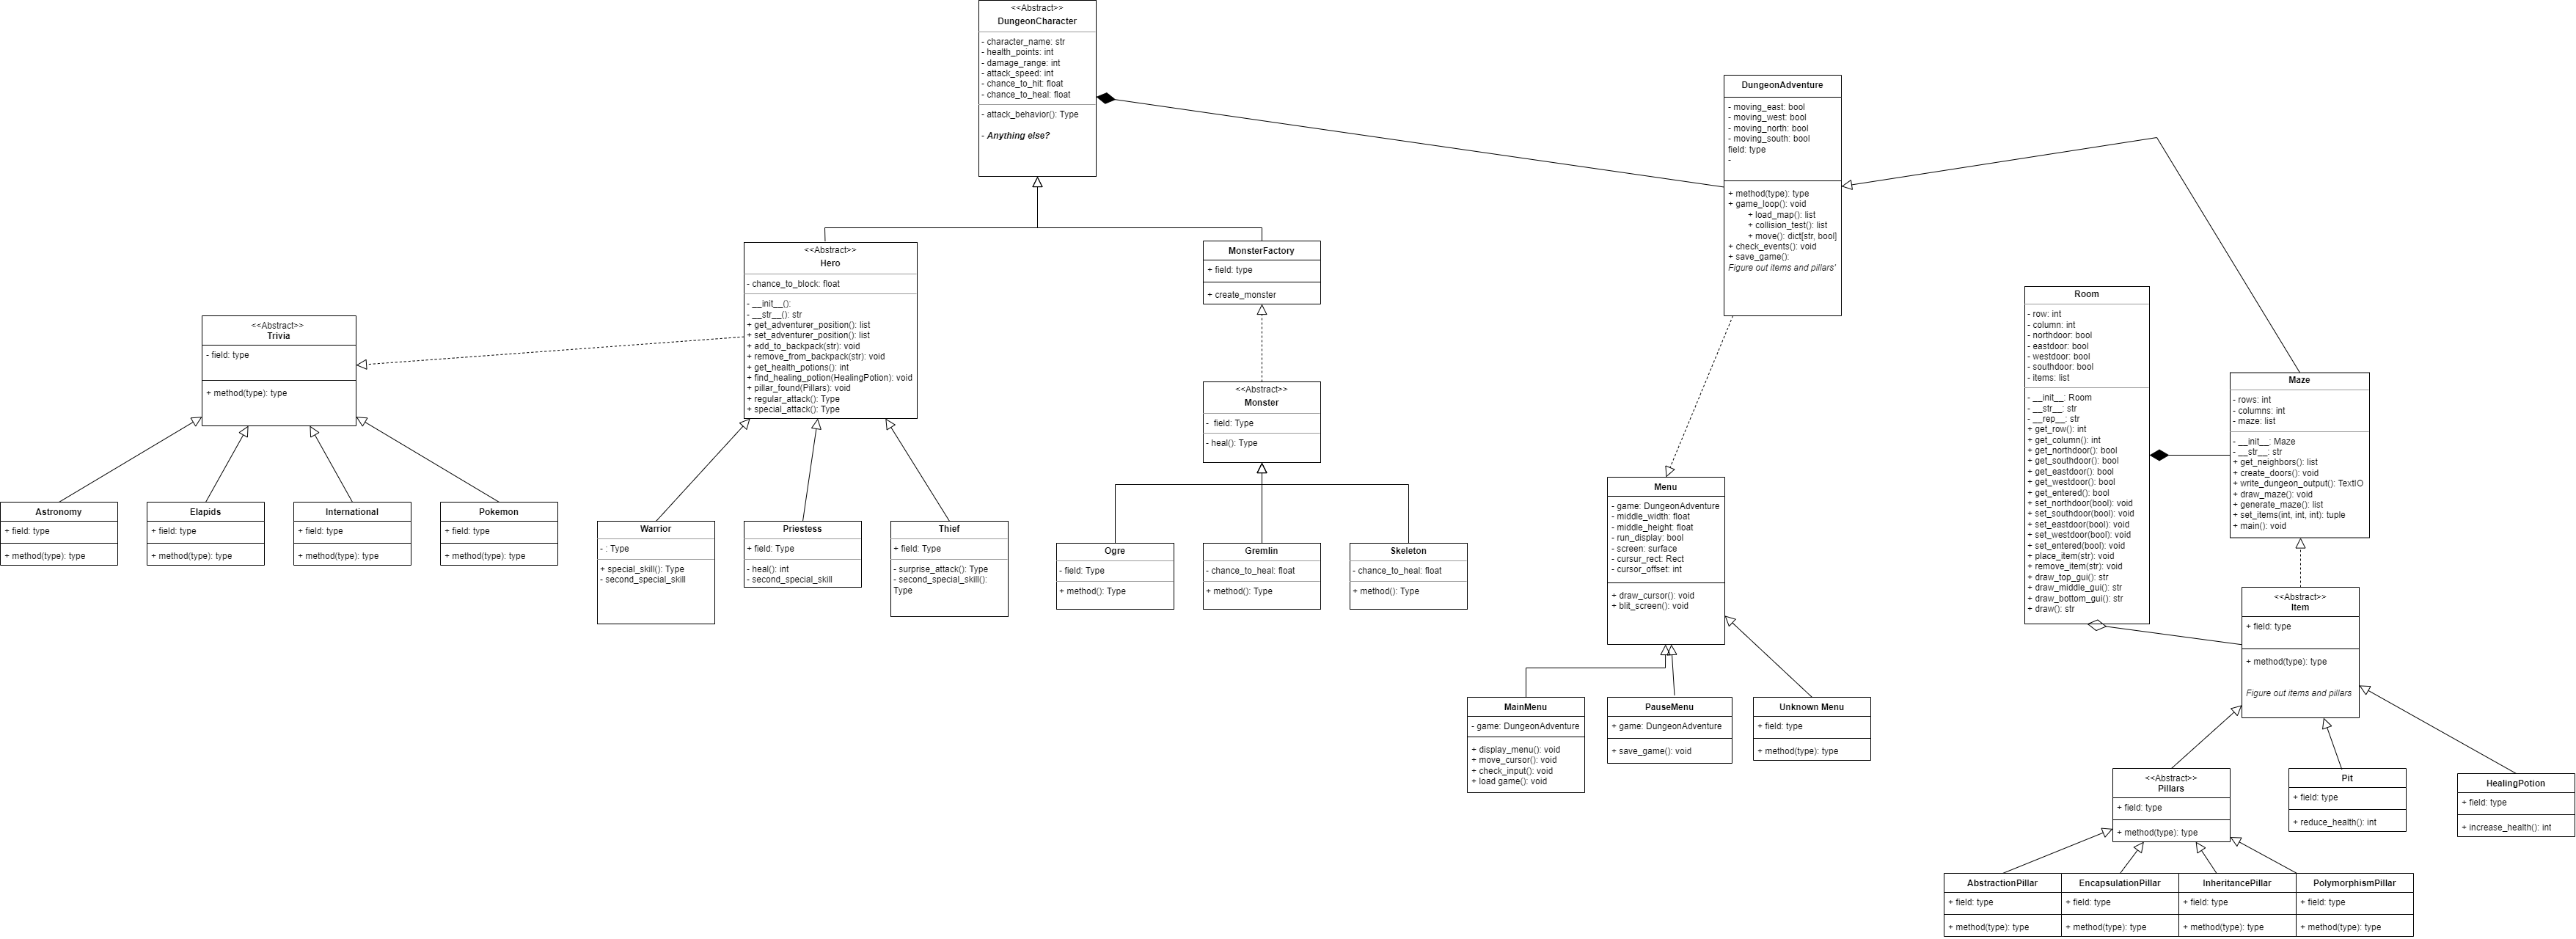 <<Abstract>>
DungeonCharacter
- character_name: str
- health_points: int
- damage_range: int
- attack_speed: int
- chance_to_hit: float
- chance_to_heal: float
- attack_behavior(): Type
- Anything else?
DungeonAdventure
- moving_east: bool
- moving_west: bool
- moving_north: bool
- moving_south: bool
field: type
-
+ method(type): type
+ game_loop(): void
+ load_map(): list
+ collision_test(): list
+ move(): dict[str, bool]
+ check_events(): void
+ save_game():
Figure out items and pillars'
<<Abstract>>
Hero
- chance_to_block: float
- __init__():
- __str__(): str
+ get_adventurer_position(): list
+ set_adventurer_position(): list
+ add_to_backpack(str): void
+ remove_from_backpack(str): void
+ get_health_potions(): int
+ find_healing_potion(HealingPotion): void
+ pillar_found(Pillars): void
+ regular_attack(): Type
+ special_attack(): Type
MonsterFactory
+ field: type
+ create_monster
<<Abstract>>
Trivia
- field: type
+ method(type): type
<<Abstract>>
Monster
- field: Type
- heal(): Type
Room
- row: int
- column: int
- northdoor: bool
- eastdoor: bool
- westdoor: bool
- southdoor: bool
- items: list
- __init__: Room
- __str__: str
- __rep__: str
+ get_row(): int
+ get_column(): int
+ get_northdoor(): bool
+ get_southdoor(): bool
+ get_eastdoor(): bool
+ get_westdoor(): bool
+ get_entered(): bool
+ set_northdoor(bool): void
+ set_southdoor(bool): void
+ set_eastdoor(bool): void
+ set_westdoor(bool): void
+ set_entered(bool): void
+ place_item(str): void
+ remove_item(str): void
+ draw_top_gui(): str
+ draw_middle_gui(): str
+ draw_bottom_gui(): str
+ draw(): str
Maze
- rows: int
- columns: int
- maze: list
- __init__: Maze
- __str__: str
+ get_neighbors(): list
+ create_doors(): void
+ write_dungeon_output(): TextIO
+ draw_maze(): void
+ generate_maze(): list
+ set_items(int, int, int): tuple
+ main(): void
Menu
- game: DungeonAdventure
- middle_width: float
- middle_height: float
- run_display: bool
- screen: surface
- cursur_rect: Rect
- cursor_offset: int
+ draw_cursor(): void
+ blit_screen(): void
Astronomy
+ field: type
+ method(type): type
Elapids
+ field: type
+ method(type): type
International
+ field: type
+ method(type): type
Pokemon
+ field: type
+ method(type): type
Warrior
- : Type
+ special_skill(): Type
- second_special_skill
Priestess
+ field: Type
- heal(): int
- second_special_skill
Thief
+ field: Type
- surprise_attack(): Type
- second_special_skill():
Type
Ogre
- field: Type
+ method(): Type
Gremlin
- chance_to_heal: float
+ method(): Type
Skeleton
- chance_to_heal: float
+ method(): Type
<<Abstract>>
Item
+ field: type
+ method(type): type
Figure out items and pillars
MainMenu
- game: DungeonAdventure
+ display_menu(): void
+ move_cursor(): void
+ check_input(): void
+ load game(): void
PauseMenu
+ game: DungeonAdventure
+ save_game(): void
Unknown Menu
+ field: type
+ method(type): type
<<Abstract>>
Pillars
+ field: type
+ method(type): type
Pit
+ field: type
+ reduce_health(): int
HealingPotion
+ field: type
+ increase_health(): int
AbstractionPillar
+ field: type
+ method(type): type
EncapsulationPillar
+ field: type
+ method(type): type
InheritancePillar
+ field: type
+ method(type): type
PolymorphismPillar
+ field: type
+ method(type): type